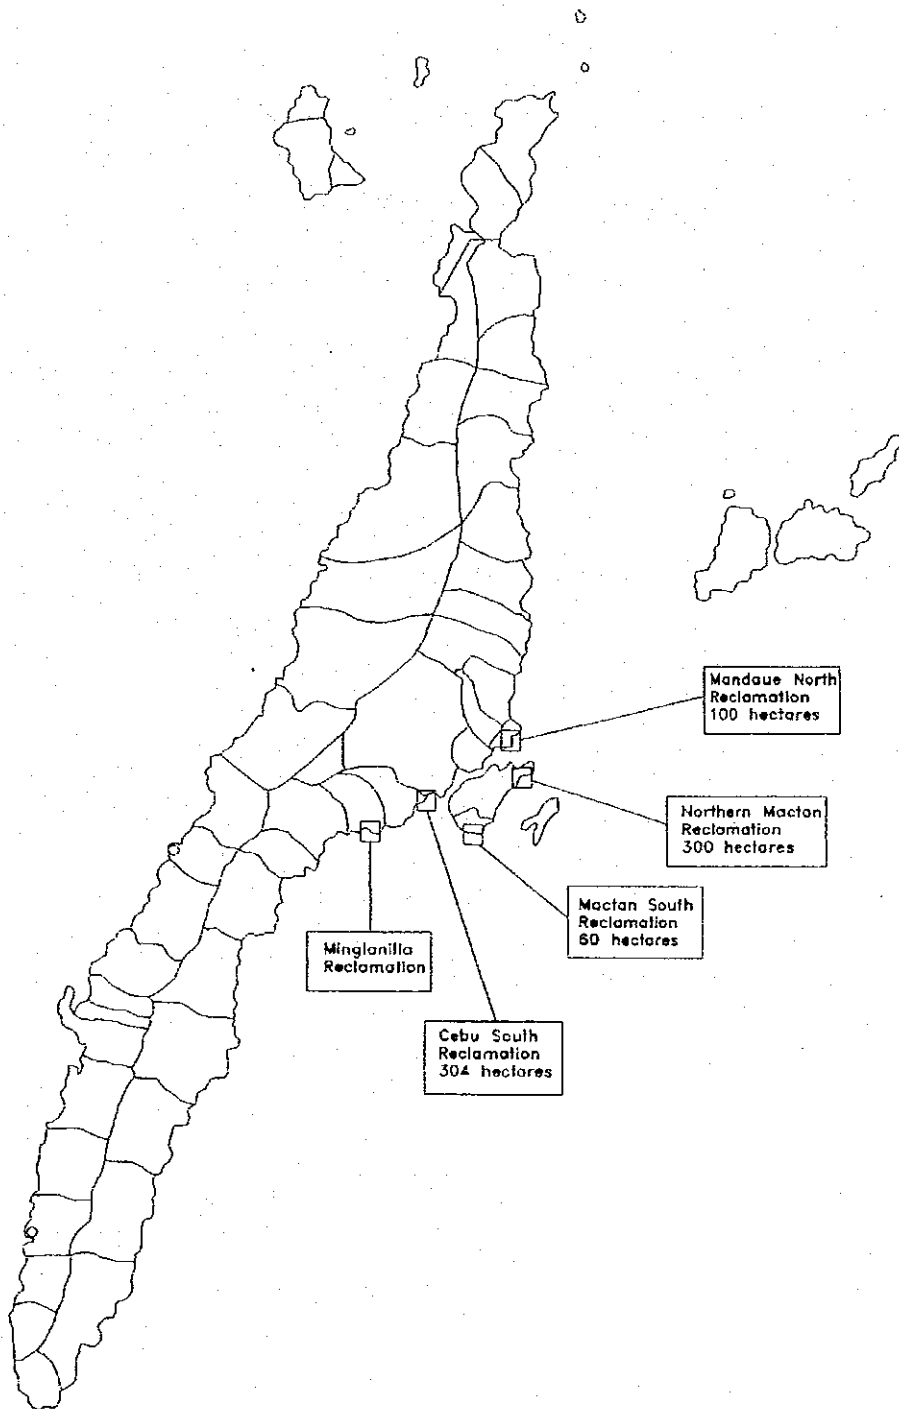 Mandaue North
Reclamation
100 hectares
Northern Mactan
Reclamation
300 hectares
Mactan South
Reclamation
60 hectares
Minglanilla
Reclamation
Cebu South
Reclamation
304 hectares